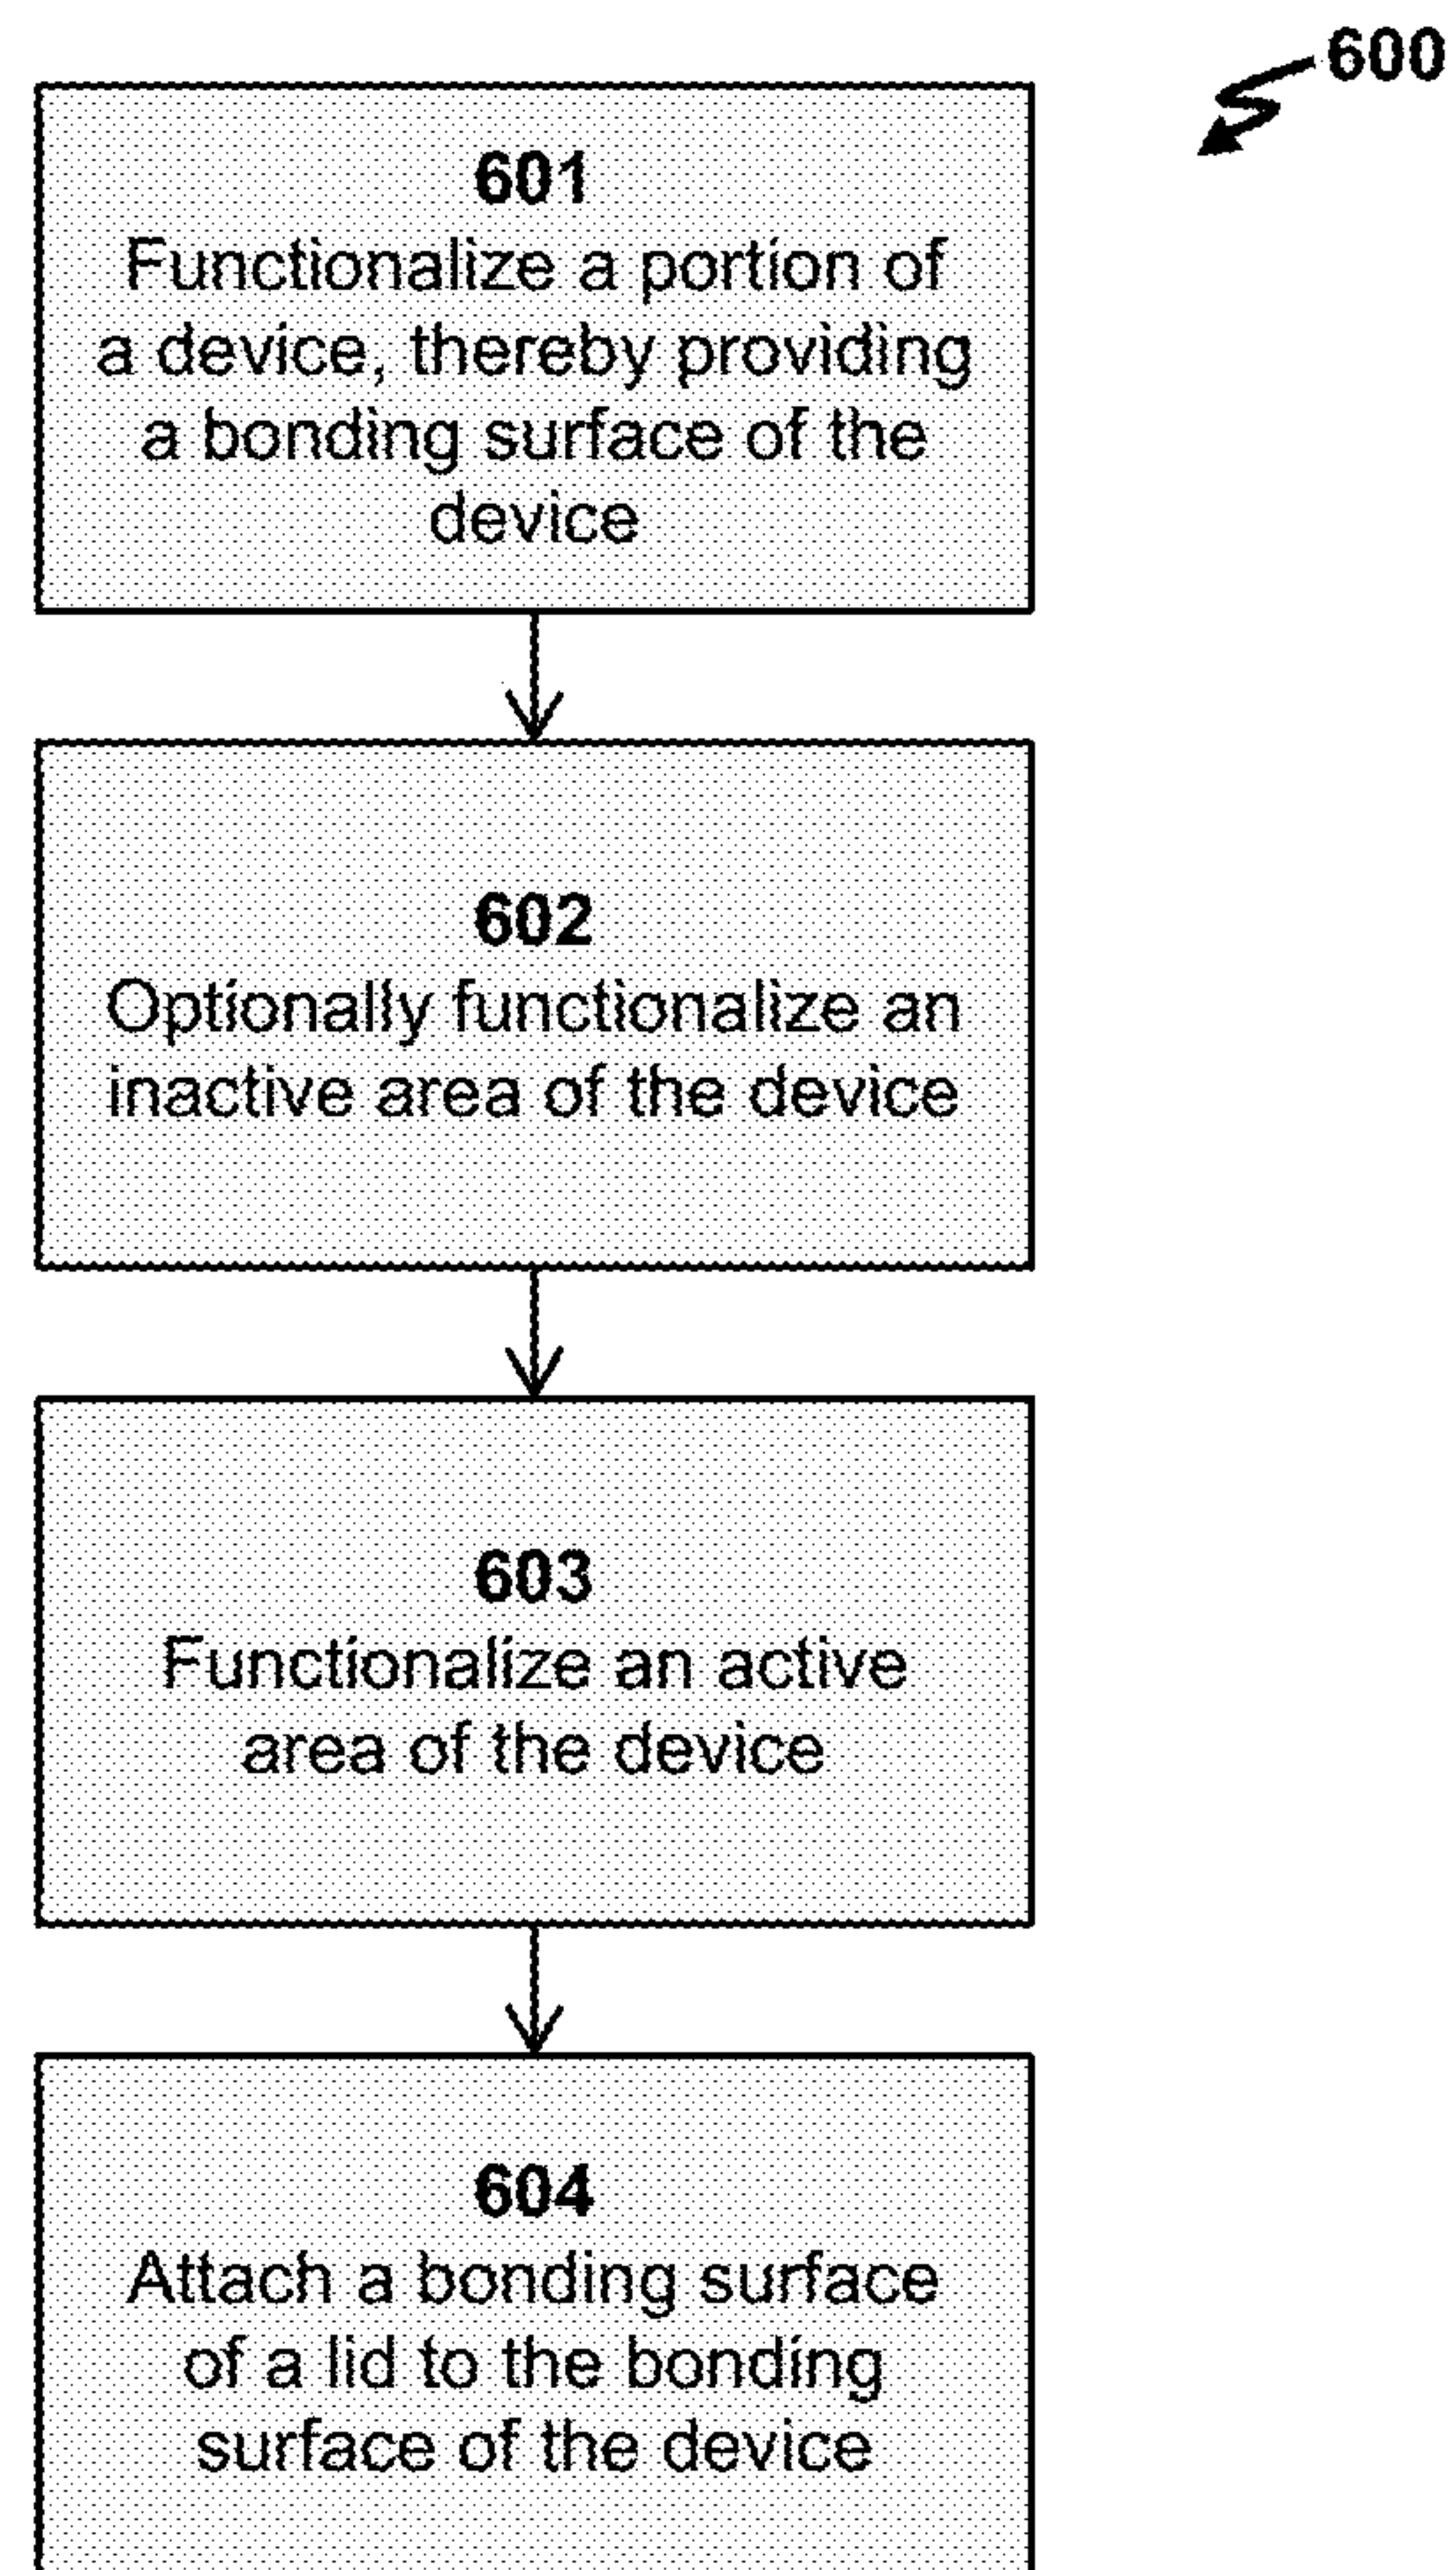 600
601
Functionalize a portion of
a device, thereby providing
a bonding surface of the
device
602
Optionally functionalize an
inactive area of the device
603
Functionalize an active
area of the device
604
Attach a bonding surface
of a lid to the bonding
surface of the device